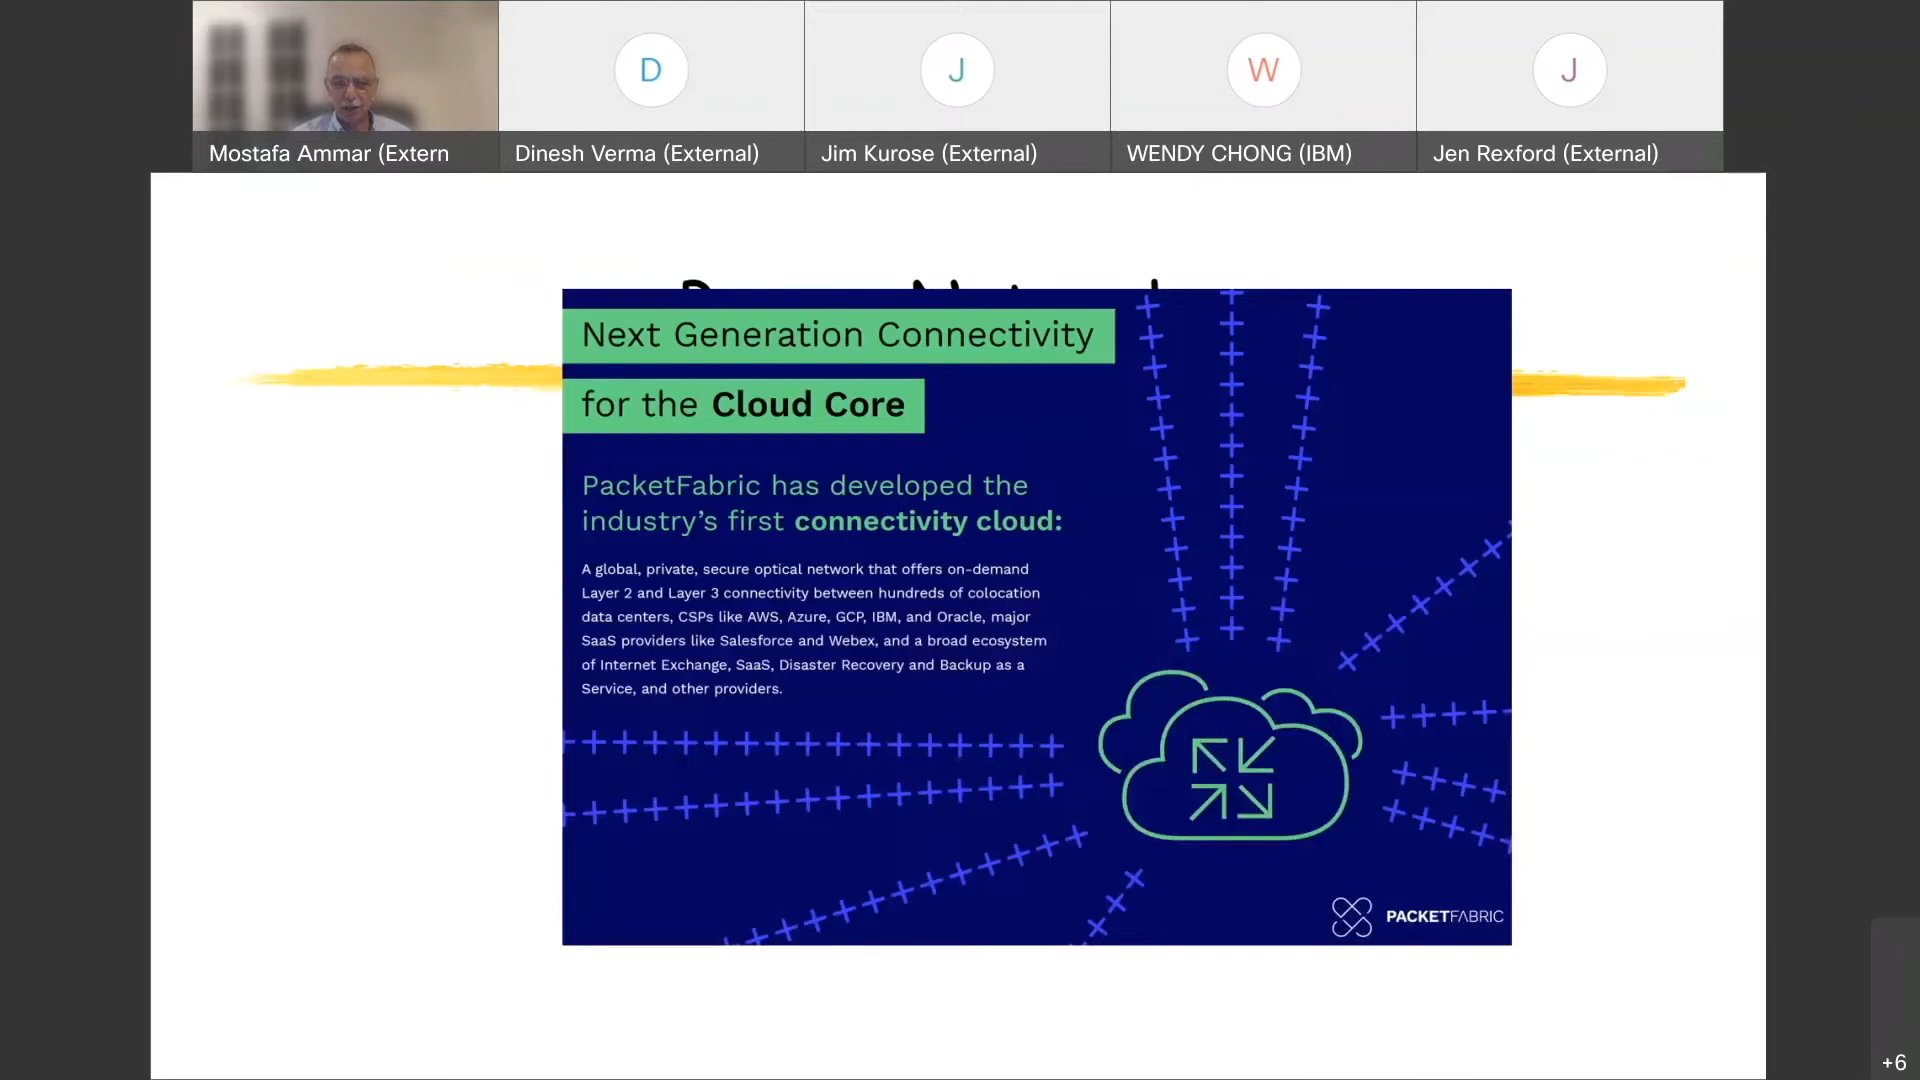 D
J
W
J
Mostafa Ammar (Extern
Dinesh Verma (External)
Jim Kurose (External)
WENDY CHONG (IBM)
Jen Rexford (External)
Next Generation Connectivity
for the Cloud Core
PacketFabric has developed the
industry’s first connectivity cloud:
A global, private, secure optical network that offers on-demand
Layer 2 and Layer 3 connectivity between hundreds of colocation
data centers, CSPs like AWS, Azure, GCP, IBM, and Oracle, major
SaaS providers like Salesforce and Webex, and a broad ecosystem
of Internet Exchange, SaaS, Disaster Recovery and Backup as a
Service, and other providers.
PACKETFABRIC
+6